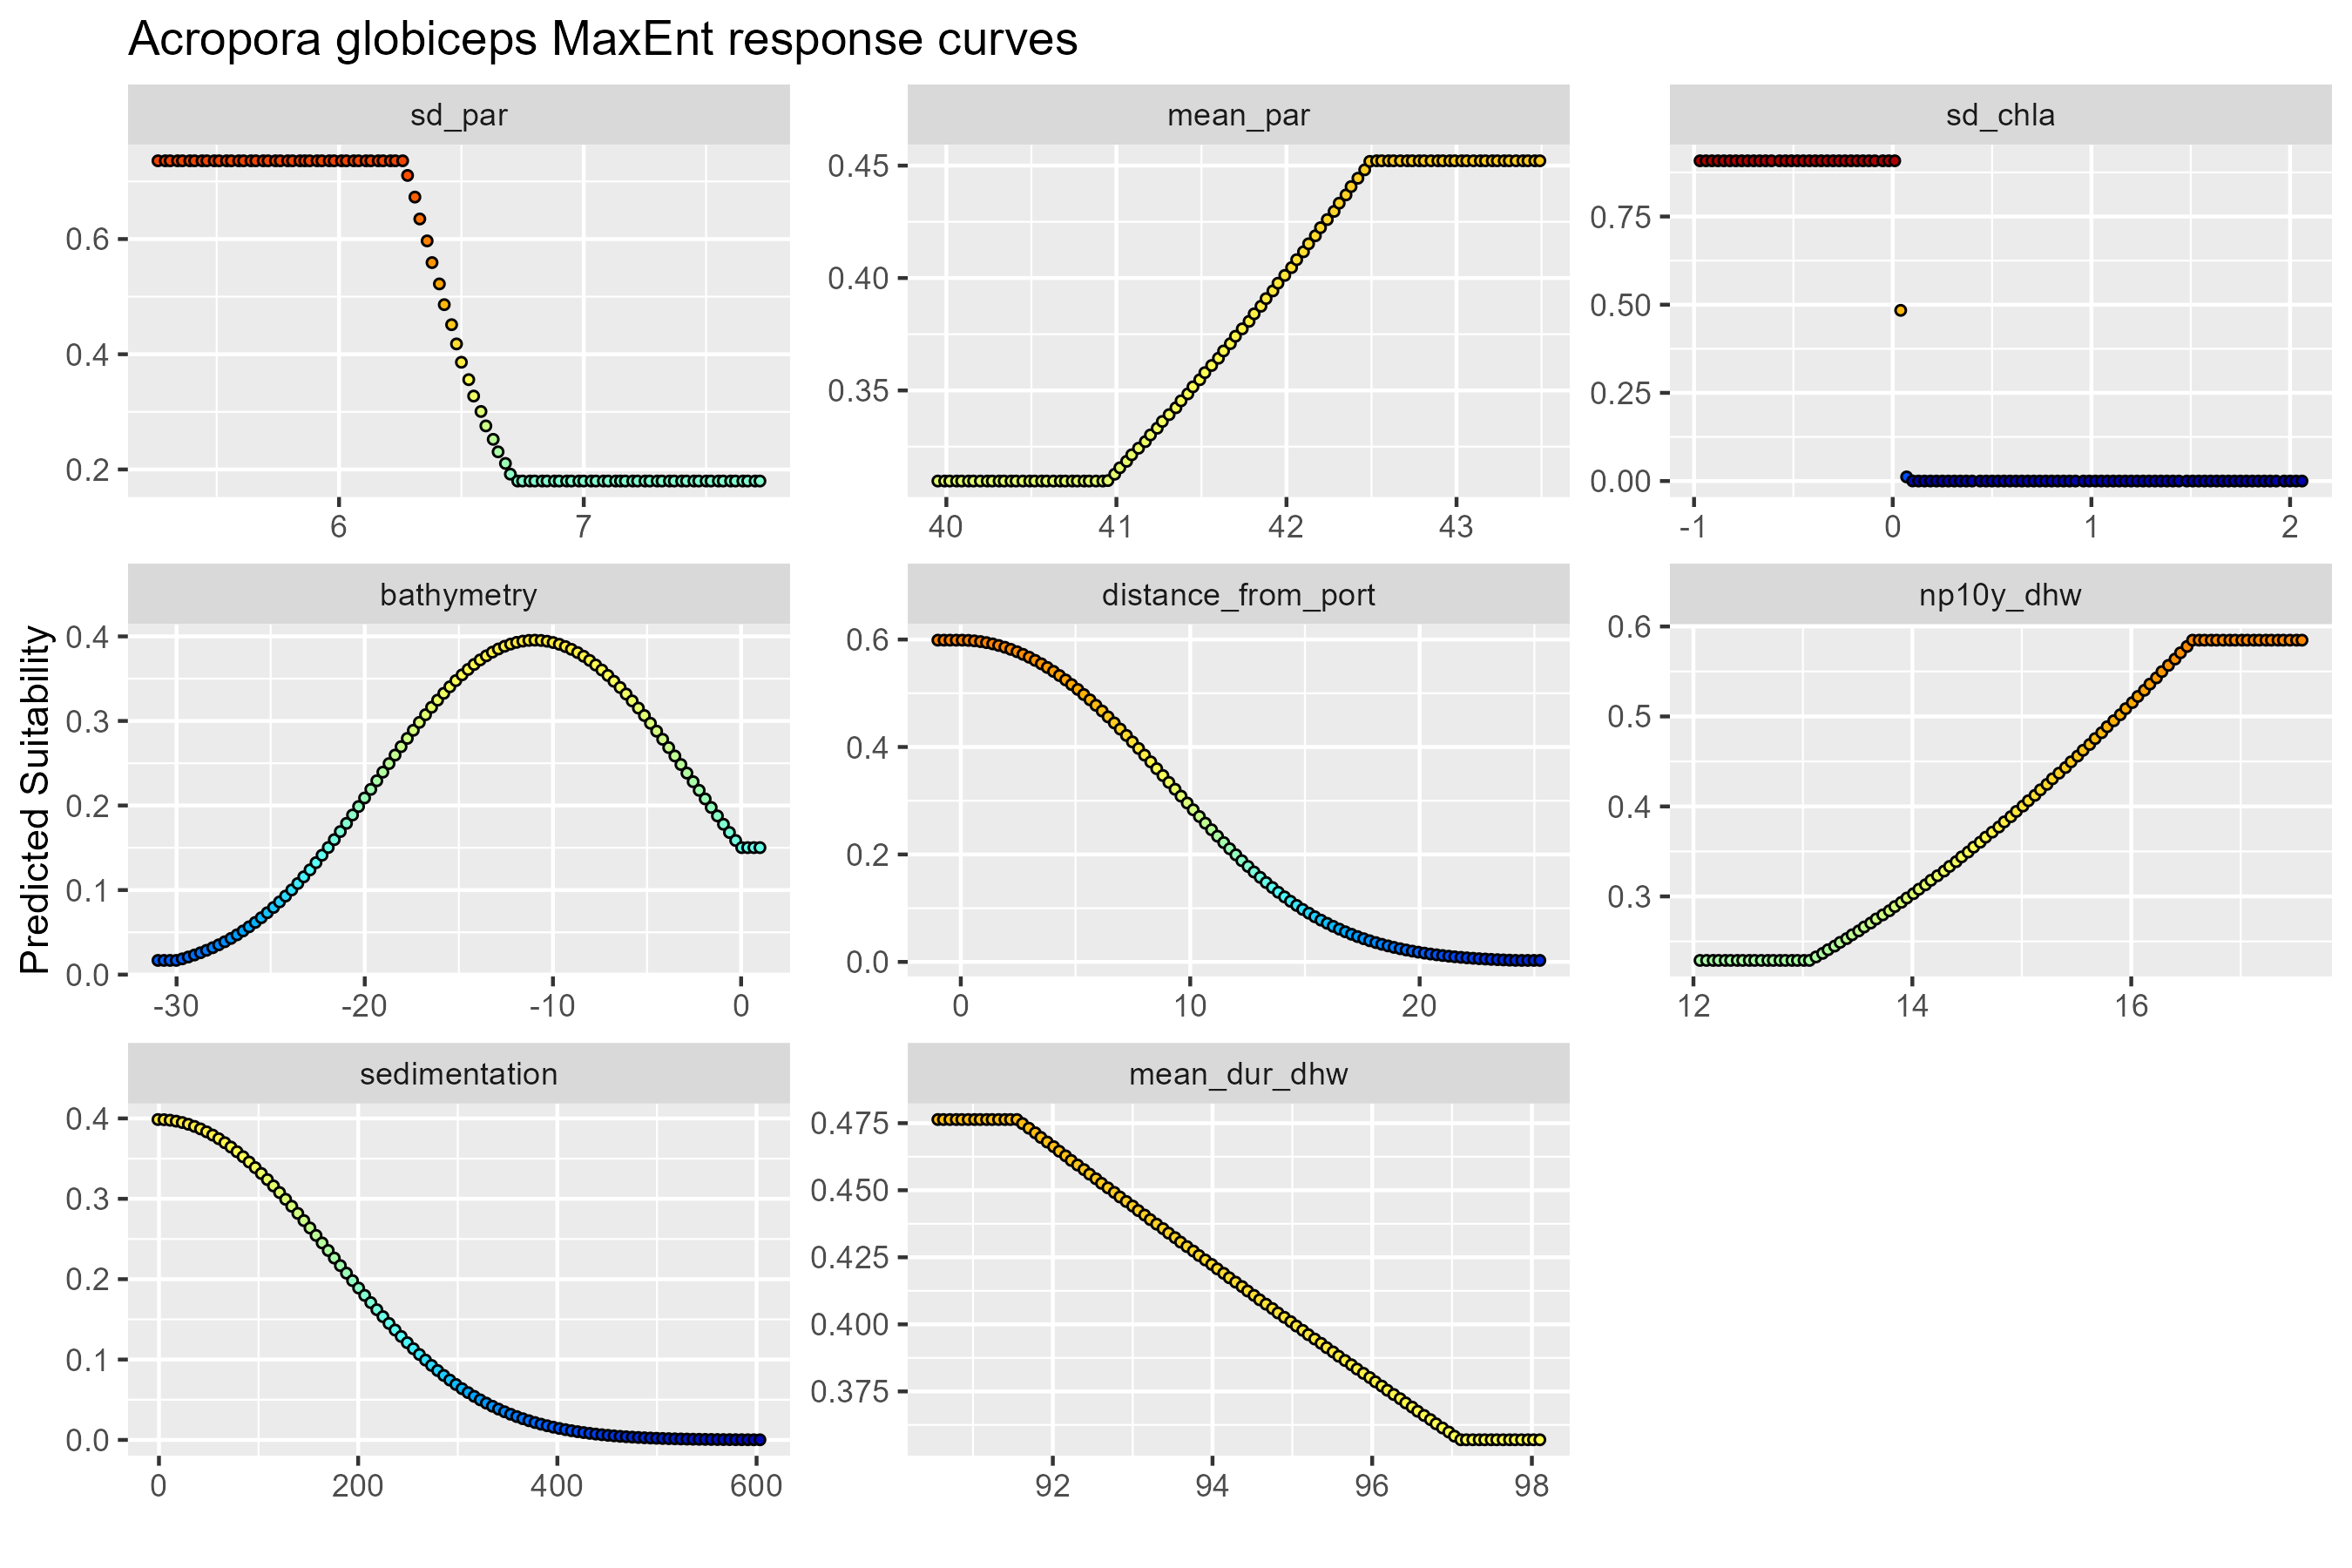 Acropora globiceps MaxEnt response curves
sd_par
mean_par
sd_chla
0.6
0.4
0.2
6 7
0.45
0.40
0.35
40 41 42 43
0.75
0.50
0.25
0.00
-1 0 1 2
Predicted Suitability
bathymetry
distance_from_port
np10y_dhw
0.4
0.3
0.2
0.1
0.0
-30 -20 -10 0
0.6
0.4
0.2
0.0
0 10 20
0.6
0.5
0.4
0.3
12 14 16
sedimentation
mean_dur_dhw
0.4
0.3
0.2
0.1
0.0
0 200 400 600
0.475
0.450
0.425
0.400
0.375
92 94 96 98